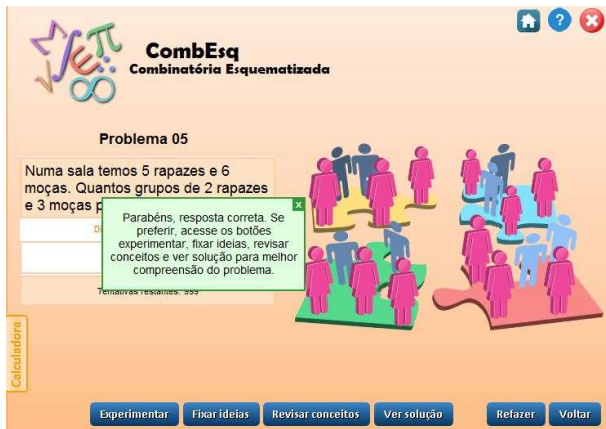 CombEsq
Combinatória Esquematizada
Problema 05
Numa sala temos 5 rapazes e 6
moças. Quantos grupos de 2 rapazes
e 3 moças
Parabéns, resposta correta. Se
preferir, acesse os botões
experimentar, fixar ideias, revisar
conceitos e ver solução para melhor
compreensão do problema.
x
Tentativas restantes: 999
Calculadora
Experimentar Fixar ideias Revisar conceitos Ver solução Refazer Voltar